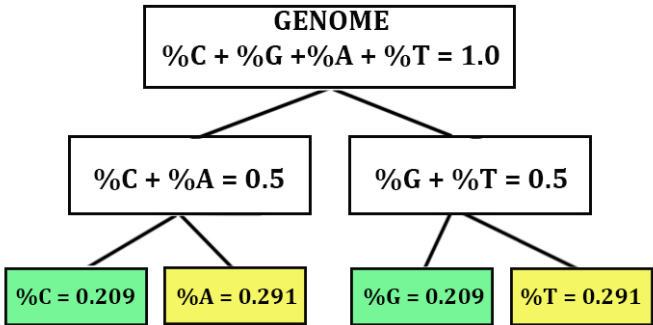 GENOME
%C + %G +%A + %T = 1.0
%C + %A = 0.5
%G + %T = 0.5
%C = 0.209
%A = 0.291
%G = 0.209
%T = 0.291